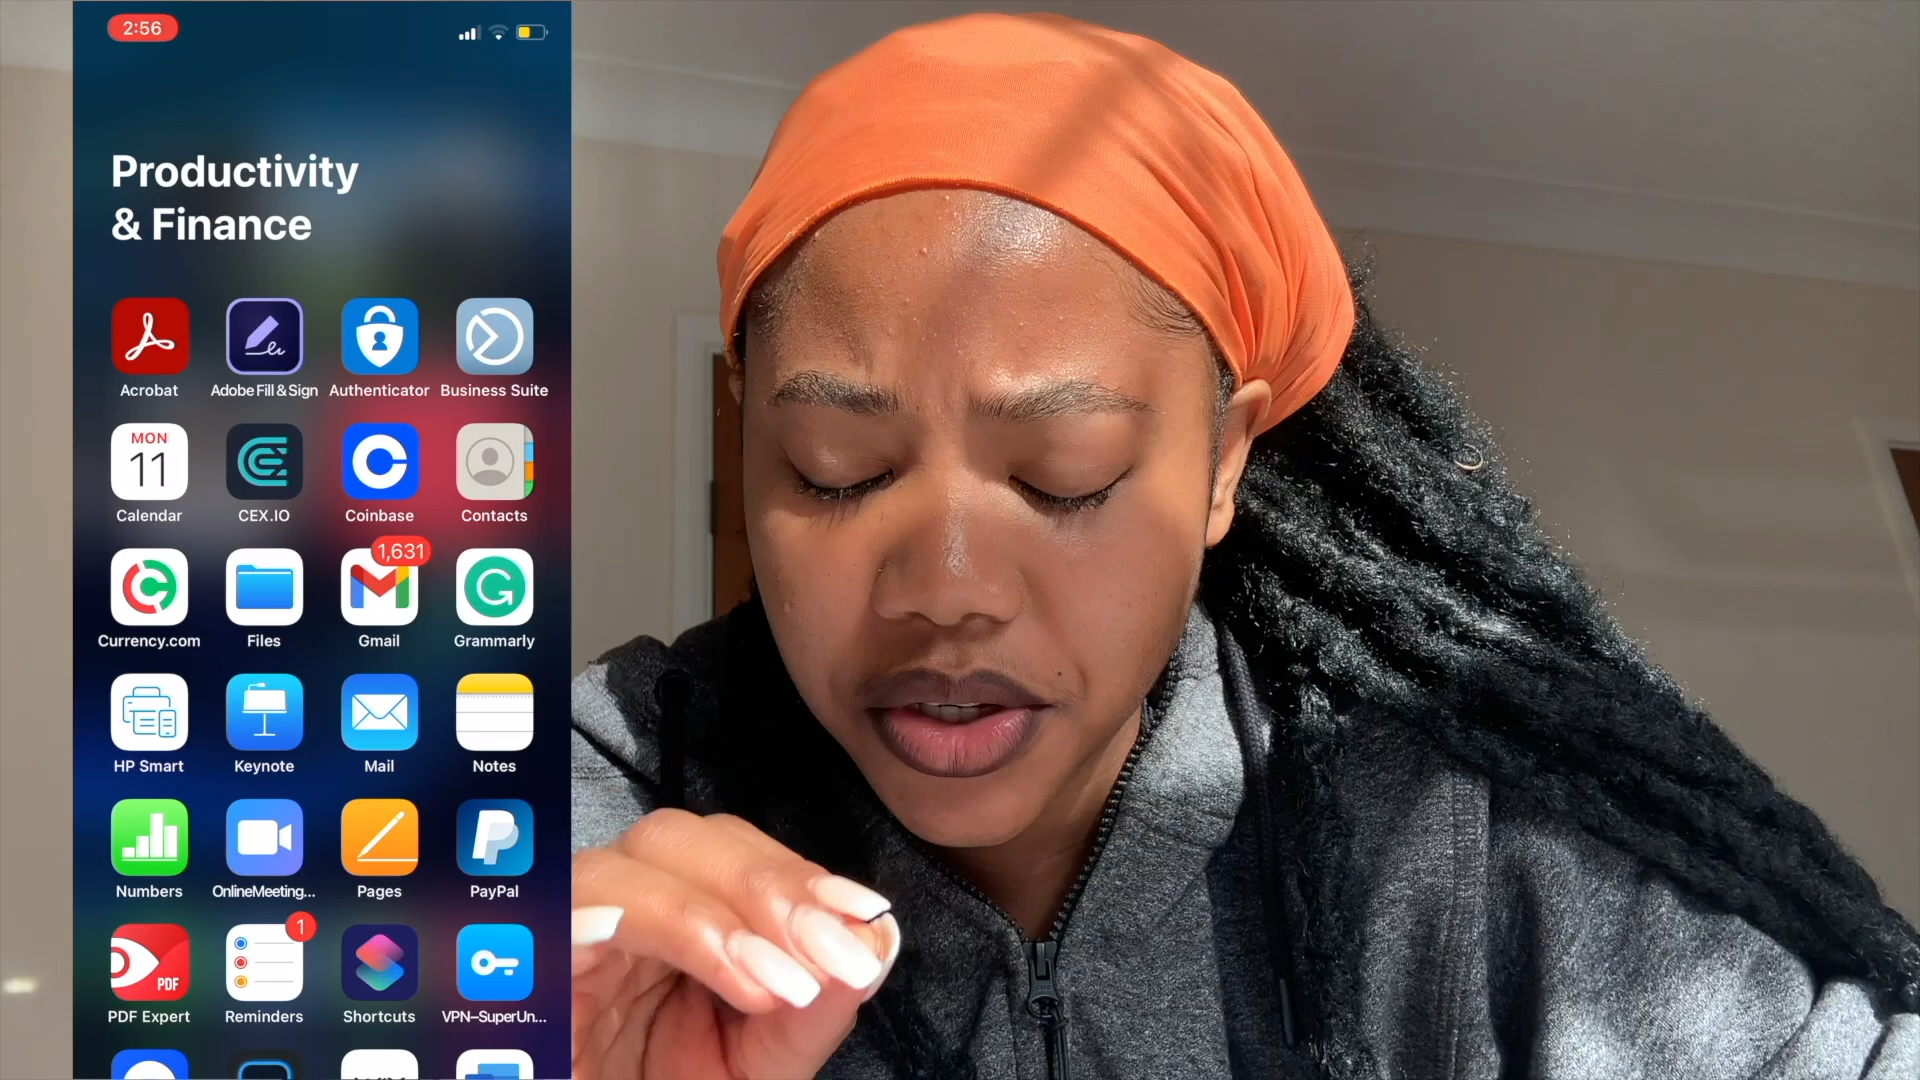 2:56
Productivity
& Finance
Acrobat
Adobe Fill & Sign
Authenticator
Business Suite
MON
11
Calendar
CEX.IO
Coinbase
Contacts
Currency.com
Files
1,631
Gmail
Grammarly
HP Smart
Keynote
Mail
Notes
Numbers
OnlineMeeting...
Pages
PayPal
PDF
PDF Expert
1
Reminders
Shortcuts
VPN–SuperUn...